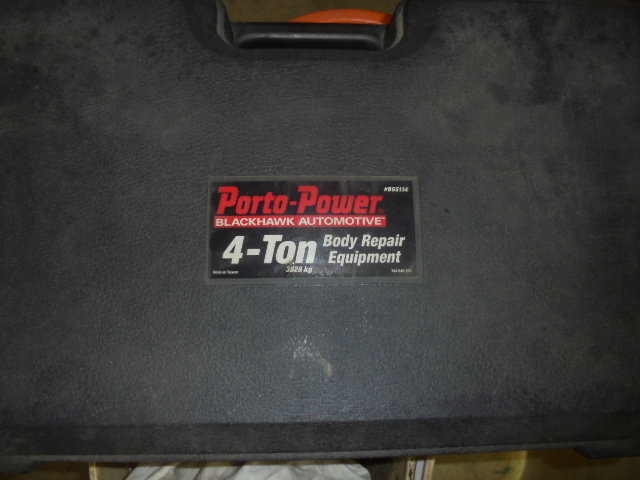 Porto-Power
#B65114
BLACKHAWK AUTOMOTIVE
4-Ton Body Repair Equipment
3628 kg
Made in Taiwan